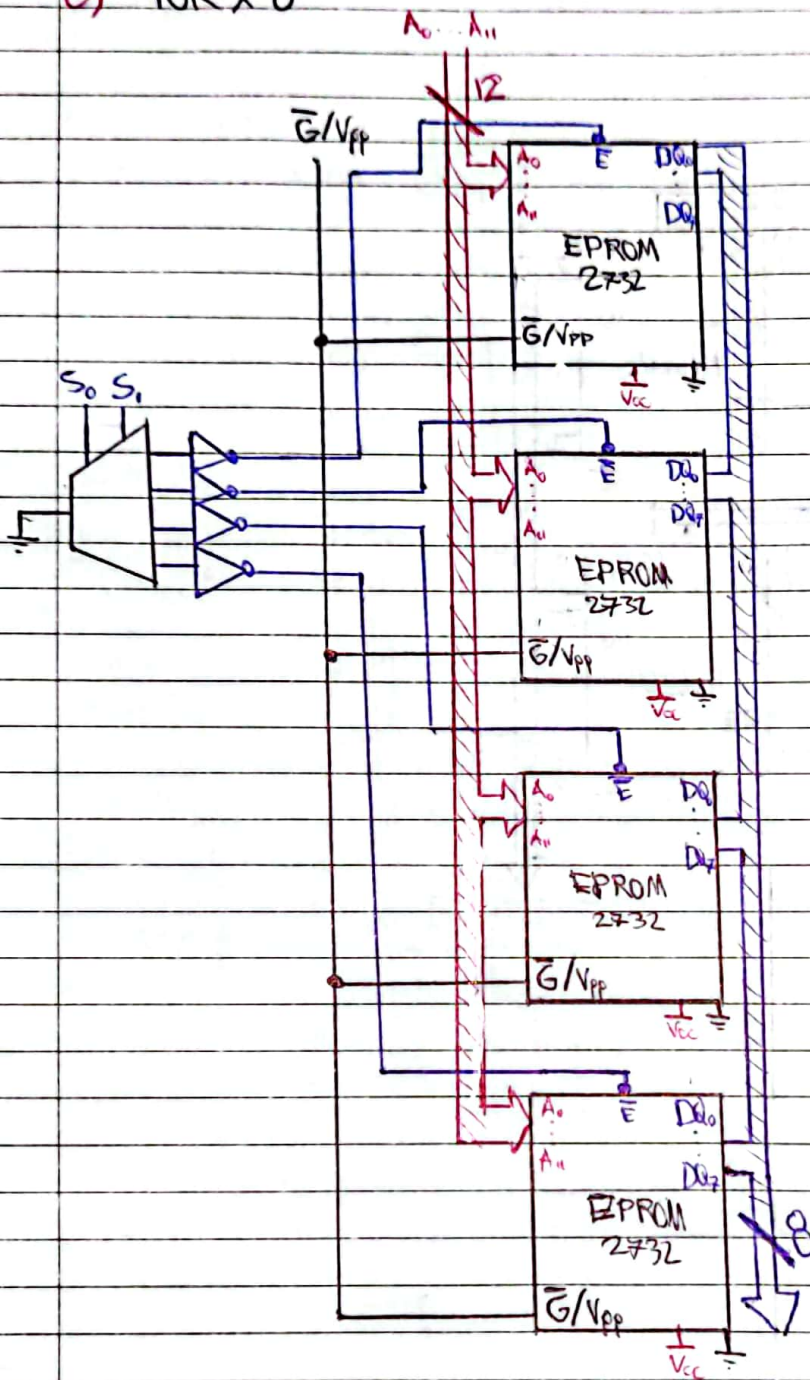 A₀...A₁₁
12
G̅/Vpp
A₀
⋮
A₁₁
E̅
DQ₀
⋮
DQ₇
EPROM
2732
G̅/Vpp
Vcc
S₀ S₁
A₀
⋮
A₁₁
E̅
DQ₀
⋮
DQ₇
EPROM
2732
G̅/Vpp
Vcc
A₀
⋮
A₁₁
E̅
DQ₀
⋮
DQ₇
EPROM
2732
G̅/Vpp
Vcc
A₀
⋮
A₁₁
E̅
DQ₀
⋮
DQ₇
EPROM
2732
8
G̅/Vpp
Vcc